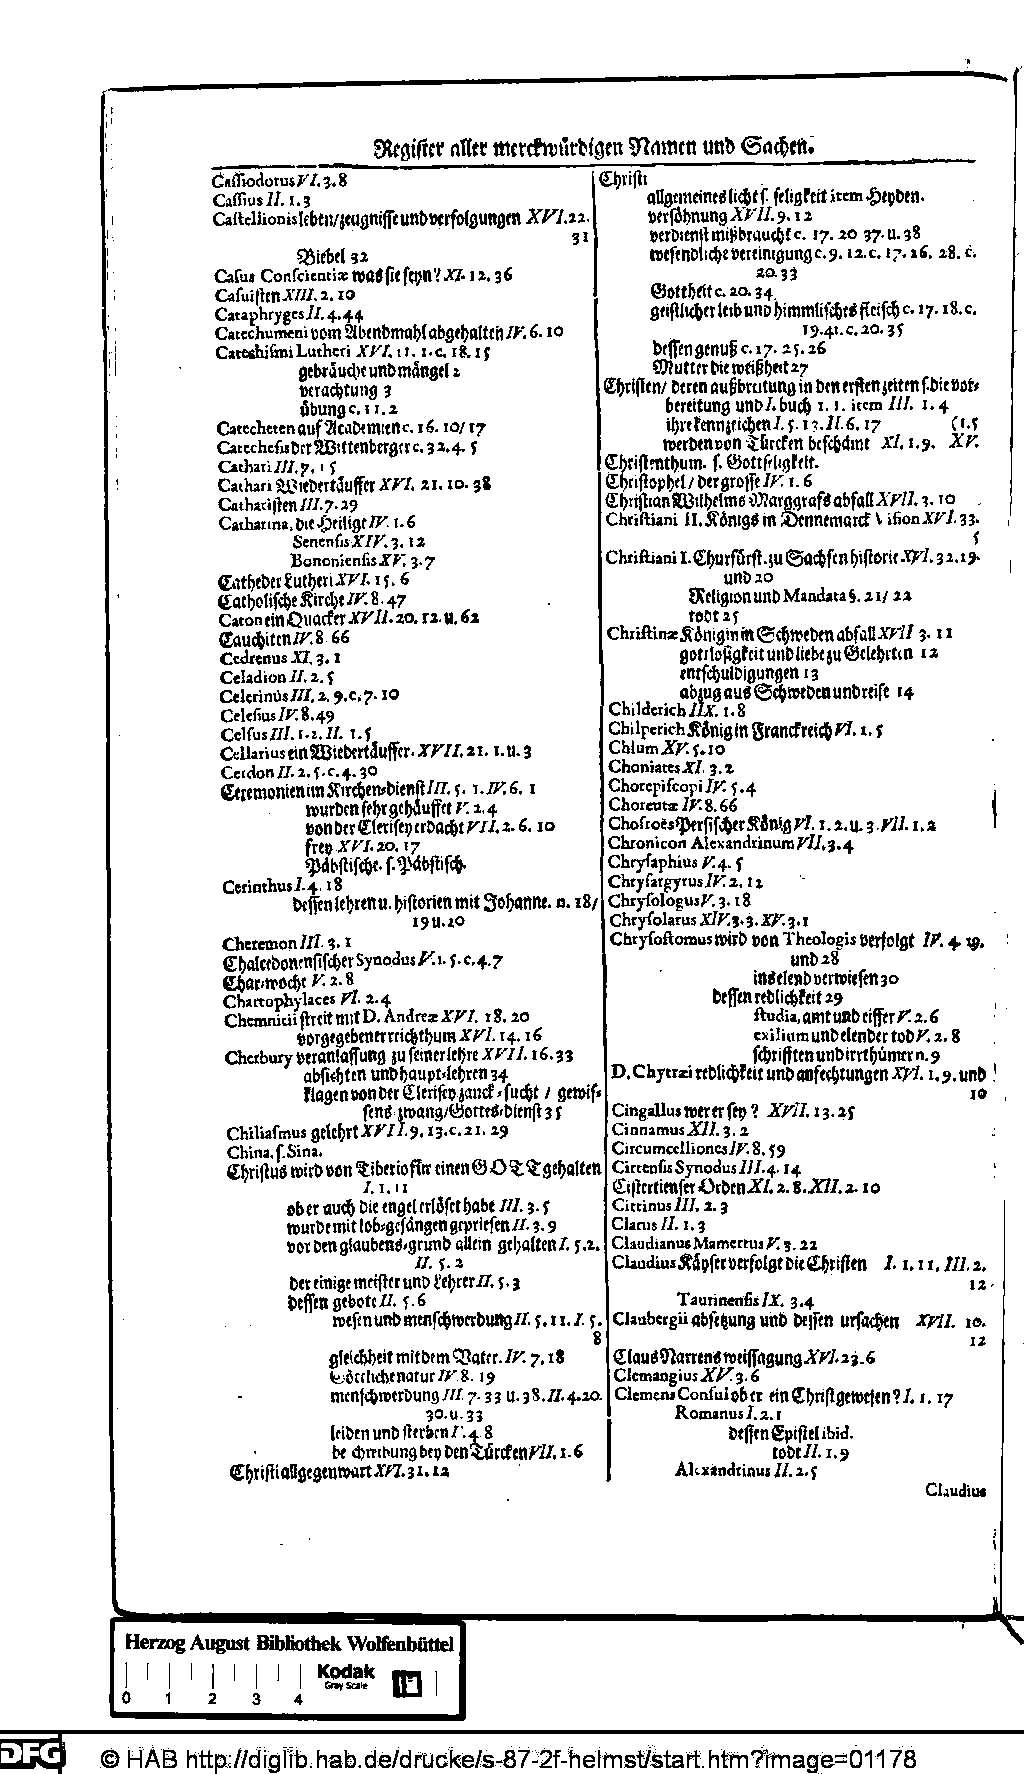 Register aller merckwürdigen Namen und Sachen.
Cassiodorus VI. 3. 8
Cassius II. 1. 3
Castellionis leben/zeugnisse und verfolgungen XVI. 22.
31
Biebel 32
Casus Conscientiæ was sie seyn? XI. 12. 36
Casuisten XIII. 2. 10
Cataphryges II. 4. 44
Catechumeni vom Abendmahl abgehalten IV. 6. 10
Catechismi Lutheri XVI. 11. 1. c. 18. 15
gebräuche und mängel 2
verachtung 3
übung c. 11. 2
Catecheten auf Academien c. 16. 10/ 17
Catechesis der Wittenberger c. 32. 4. 5
Cathari III. 7. 15
Cathari Wiedertäuffer XVI. 21. 10. 38
Catharisten III. 7. 29
Catharina, die Heilige IV. 1. 6
Senensis XIV. 3. 12
Bononiensis XV. 3. 7
Catheder Lutheri XVI. 15. 6
Catholische Kirche IV. 8. 47
Caton ein Quacker XVII. 20. 12. u. 62
Cauchiten IV. 8. 66
Cedrenus XI. 3. 1
Celadion II. 2. 5
Celerinus III. 2. 9. c. 7. 10
Celesius IV. 8. 49
Celsus III. 1. 2. II. 1. 5
Cellarius ein Wiedertäuffer. XVII. 21. 1. u. 3
Cerdon II. 2. 5. c. 4. 30
Ceremonien im Kirchen-dienst III. 5. 1. IV. 6. 1
wurden sehr gehäuffet V. 2. 4
von der Clerisey erdacht VII. 2. 6. 10
frey XVI. 20. 17
Päbstische. s. Päbstisch.
Cerinthus I. 4. 18
dessen lehren u. historien mit Johanne. n. 18/
19 u. 20
Cheremon III. 3. 1
Chalcedonensischer Synodus V. 1. 5. c. 4. 7
Char-woche V. 2. 8
Chartophylaces VI. 2. 4
Chemnitii streit mit D. Andreæ XVI. 18. 20
vorgegebener reichthum XVI. 14. 16
Cherbury veranlassung zu seiner lehre XVII. 16. 33
absichten und haupt-lehren 34
klagen von der Clerisey zanck-sucht / gewis-
sens-zwang/Gottes-dienst 35
Chiliasmus gelehrt XVII. 9. 13. c. 21. 29
China. s. Sina.
Christus wird von Tiberio für einen GOTT gehalten
I. 1. 11
ob er auch die engel erlöset habe III. 3. 5
wurde mit lob-gesängen gepriesen II. 3. 9
vor den glaubens-grund allein gehalten I. 5. 2.
II. 5. 2
der einige meister und Lehrer II. 5. 3
dessen gebote II. 5. 6
wesen und menschwerdung II. 5. 11. I. 5.
8
gleichheit mit dem Vater. IV. 7. 18
Göttliche natur IV. 8. 19
menschwerdung III. 7. 33 u. 38. II. 4. 20.
30. u. 33
leiden und sterben 4 8
beschreibung bey den Türcken VII. 1. 6
Christi allgegenwart XVI. 31. 12
Christi
allgemeines licht s. seligkeit item Heyden.
versöhnung XVII. 9. 12
verdienst mißbraucht c. 17. 20 37. u. 38
wesendliche vereinigung c. 9. 12. c. 17. 26. 28. c.
20. 33
Gottheit c. 20. 34
geistlicher leib und himmlisches fleisch c. 17. 18. c.
19. 41. c. 20. 35
dessen genuß c. 17. 25. 26
Mutter die weißheit 27
Christen/ deren außbreitung in den ersten zeiten s. die vor-
bereitung und I. buch 1. 1. item III. 1. 4
ihre kennzeichen I. 5. 13. II. 6. 17 (1. 5
werden von Türcken beschämt XI. 1. 9. XV.
Christenthum. s. Gottseligkeit.
Christophel / der grosse IV. 1. 6
Christian Wilhelms Marggrafs abfall XVII. 3. 10
Christiani II. Königs in Dennemarck Vision XVI. 33.
5
Christiani I. Churfürst. zu Sachsen historie XVI. 32. 19.
und 20
Religion und Mandata §. 21/ 22
todt 25
Christinæ Königin in Schweden abfall XVII 3. 11
gottlosigkeit und liebe zu Gelehrten 12
entschuldigungen 13
abzug aus Schweden und reise 14
Childerich IIX. 1. 8
Chilperich König in Franckreich VI. 1. 5
Chlum XV. 5. 10
Choniates XI. 3. 2
Chorepiscopi IV. 5. 4
Choreutæ IV. 8. 66
Chosroës Persischer König VI. 1. 2. u. 3. VII. 1. 2
Chronicon Alexandrinum VII. 3. 4
Chrysaphius V. 4. 5
Chrysargyrus IV. 2. 12
Chrysologus V. 3. 18
Chrysolarus XIV. 3. 3. XV. 3. 1
Chrysostomus wird von Theologis verfolgt IV. 4. 19.
und 28
ins elend verwiesen 30
dessen redlichkeit 29
studia, amt und eiffer V. 2. 6
exilium und elender tod V. 2. 8
schrifften und irrthümer n. 9
D. Chytræi redlichkeit und anfechtungen XVI. 1. 9. und
10
Cingallus wer er sey? XVII. 13. 25
Cinnamus XII. 3. 2
Circumcelliones IV. 8. 59
Cirtensis Synodus III. 4. 14
Cistertienser-Orden XI. 2. 8. XII. 2. 10
Cittinus III. 2. 3
Clarus II. 1. 3
Claudianus Mamertus V. 3. 22
Claudius Käyser verfolgt die Christen I. 1. 11. III. 2.
12.
Taurinensis IX. 3. 4
Claubergii absetzung und dessen ursachen XVII. 10.
12
Claus Narrens weissagung XVI. 23. 6
Clemangius XV. 3. 6
Clemens Consul ob er ein Christ gewesen? I. 1. 17
Romanus I. 2. 1
dessen Epistel ibid.
todt II. 1. 9
Alexandrinus II. 2. 5
Claudius
Herzog August Bibliothek Wolfenbüttel
Kodak
Gray Scale
0 1 2 3 4
DFG
© HAB http://diglib.hab.de/drucke/s-87-2f-helmst/start.htm?image=01178